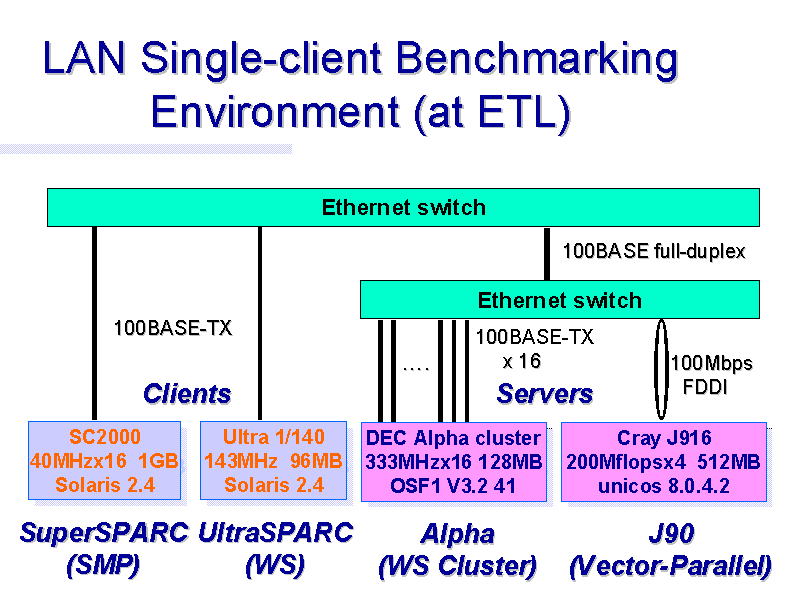 LAN Single-client Benchmarking
Environment (at ETL)
Ethernet switch
100BASE full-duplex
Ethernet switch
100BASE-TX
100BASE-TX
x 16
....
100Mbps
FDDI
Clients
Servers
SC2000
40MHzx16 1GB
Solaris 2.4
Ultra 1/140
143MHz 96MB
Solaris 2.4
DEC Alpha cluster
333MHzx16 128MB
OSF1 V3.2 41
Cray J916
200Mflopsx4 512MB
unicos 8.0.4.2
SuperSPARC
(SMP)
UltraSPARC
(WS)
Alpha
(WS Cluster)
J90
(Vector-Parallel)